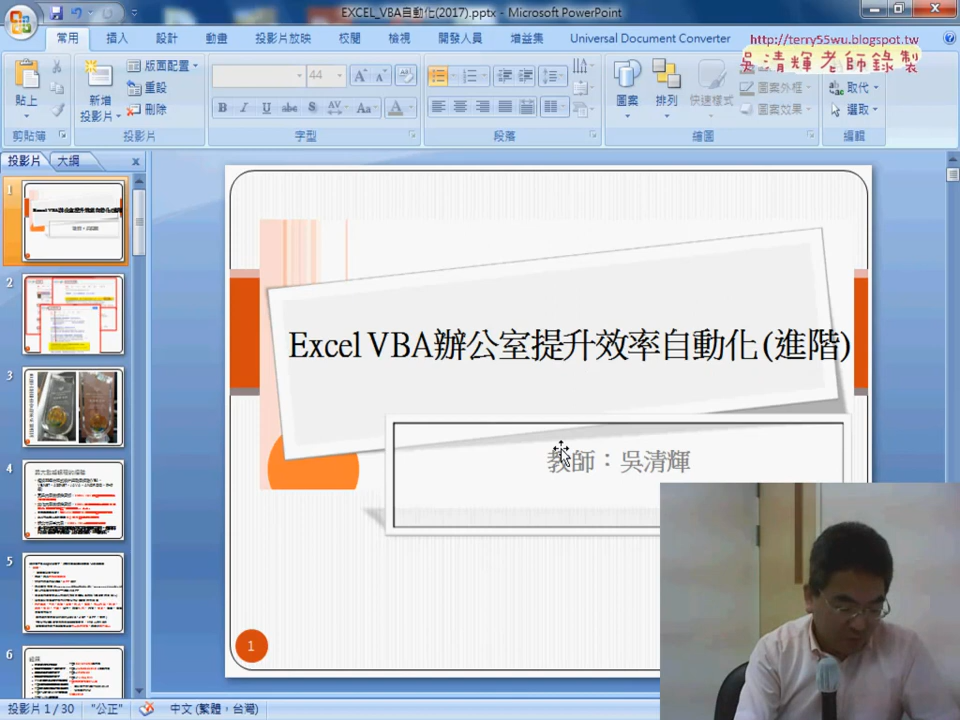 EXCEL_VBA自動化(2017).pptx - Microsoft PowerPoint
常用 插入 設計 動畫 投影片放映 校閱 檢視 開發人員 增益集 Universal Document Converter
http://terry55wu.blogspot.tw
吳清輝老師錄製
貼上
剪貼簿
新增
投影片
版面配置
重設
刪除
投影片
44
字型
段落
圖案
排列
快速樣式
圖案外框
圖案效果
繪圖
取代
選取
編輯
投影片 大綱
1
2
3
4
5
6
Excel VBA辦公室提升效率自動化(進階)
教師：吳清輝
1
投影片 1 / 30 "公正" 中文 (繁體，台灣)